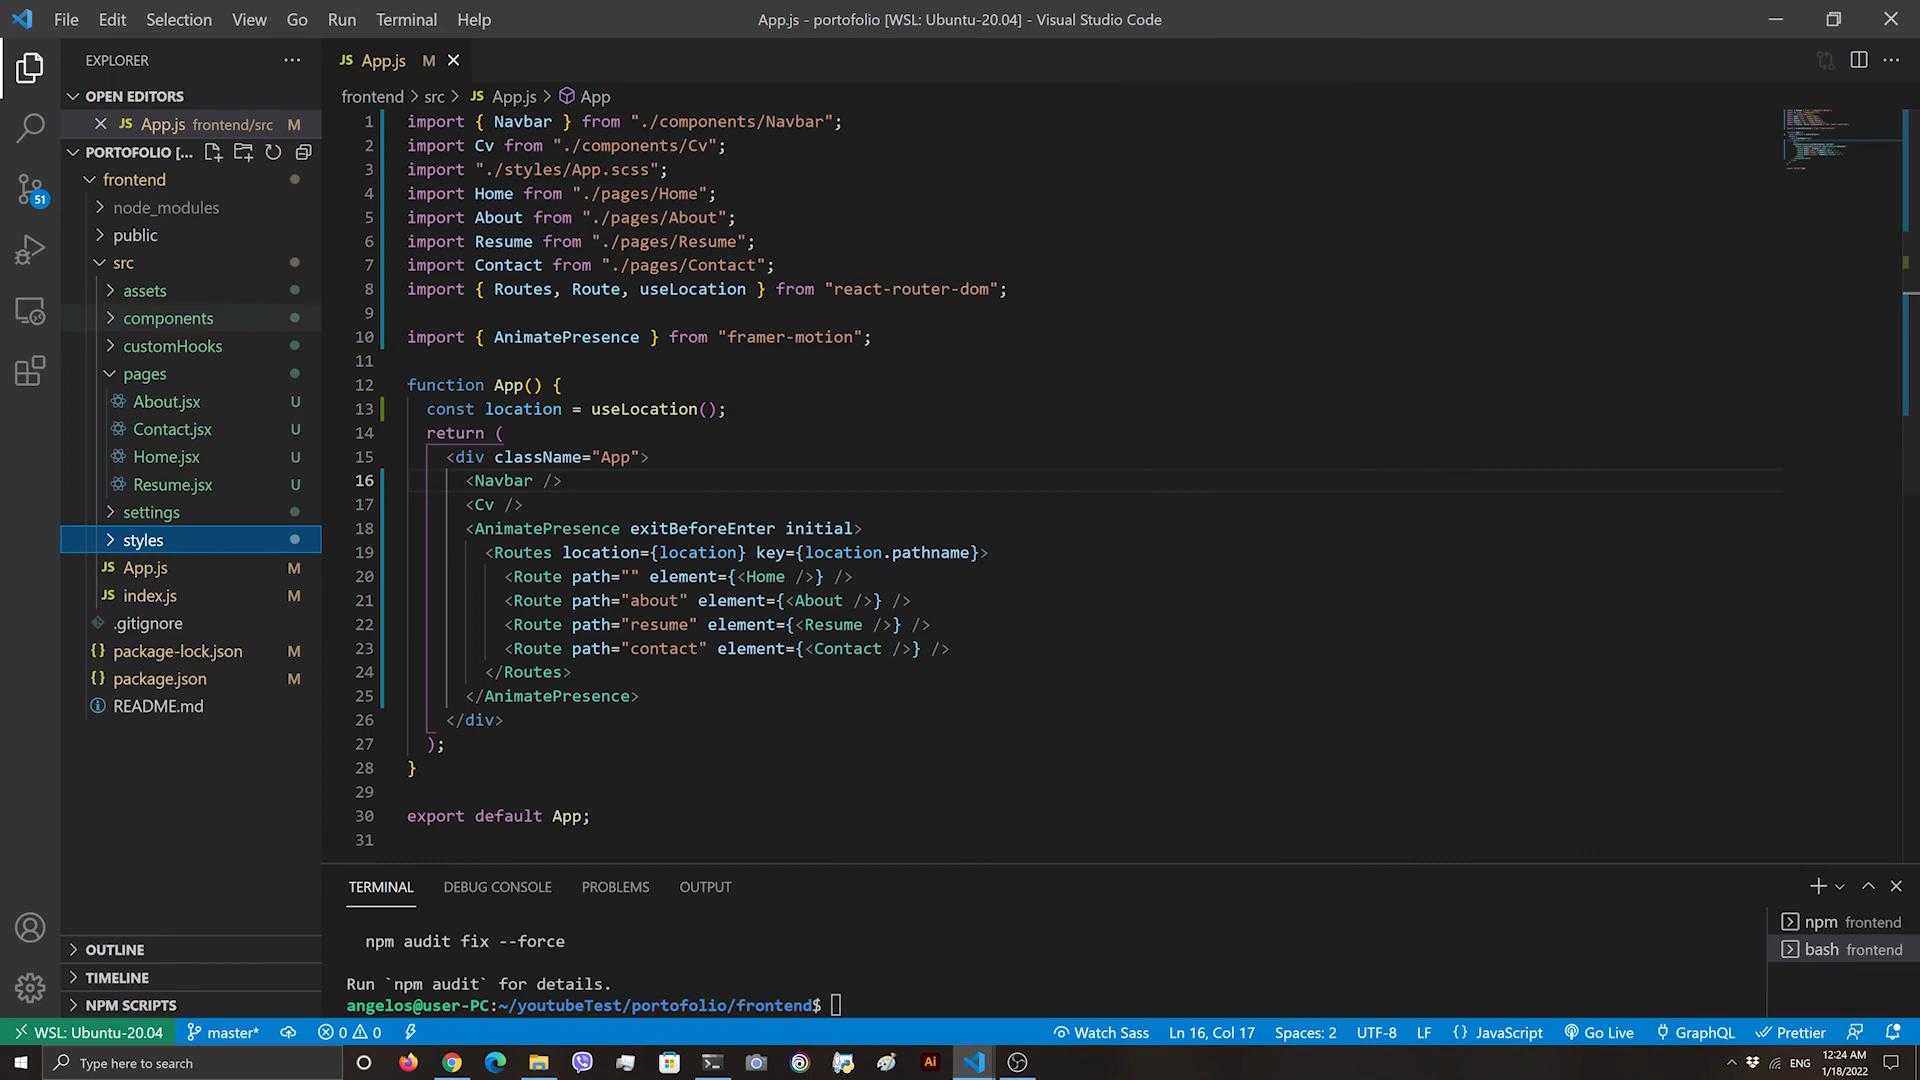 File Edit Selection View Go Run Terminal Help
App.js - portofolio [WSL: Ubuntu-20.04] - Visual Studio Code
EXPLORER
OPEN EDITORS
App.js frontend/src M
PORTOFOLIO [...
frontend
node_modules
public
src
assets
components
customHooks
pages
About.jsx U
Contact.jsx U
Home.jsx U
Resume.jsx U
settings
styles
JS App.js M
JS index.js M
.gitignore
{} package-lock.json M
{} package.json M
README.md
OUTLINE
TIMELINE
NPM SCRIPTS
51
JS App.js M
frontend > src > JS App.js > App
1 import { Navbar } from "./components/Navbar";
2 import Cv from "./components/Cv";
3 import "./styles/App.scss";
4 import Home from "./pages/Home";
5 import About from "./pages/About";
6 import Resume from "./pages/Resume";
7 import Contact from "./pages/Contact";
8 import { Routes, Route, useLocation } from "react-router-dom";
9
10 import { AnimatePresence } from "framer-motion";
11
12 function App() {
13 const location = useLocation();
14 return (
15 <div className="App">
16 <Navbar />
17 <Cv />
18 <AnimatePresence exitBeforeEnter initial>
19 <Routes location={location} key={location.pathname}>
20 <Route path="" element={<Home />} />
21 <Route path="about" element={<About />} />
22 <Route path="resume" element={<Resume />} />
23 <Route path="contact" element={<Contact />} />
24 </Routes>
25 </AnimatePresence>
26 </div>
27 );
28 }
29
30 export default App;
31
TERMINAL DEBUG CONSOLE PROBLEMS OUTPUT
npm audit fix --force
Run `npm audit` for details.
angelos@user-PC:~/youtubeTest/portofolio/frontend$
npm frontend
bash frontend
WSL: Ubuntu-20.04 master* 0 0 Watch Sass Ln 16, Col 17 Spaces: 2 UTF-8 LF {} JavaScript Go Live GraphQL Prettier
Type here to search
Ai
ENG
12:24 AM
1/18/2022